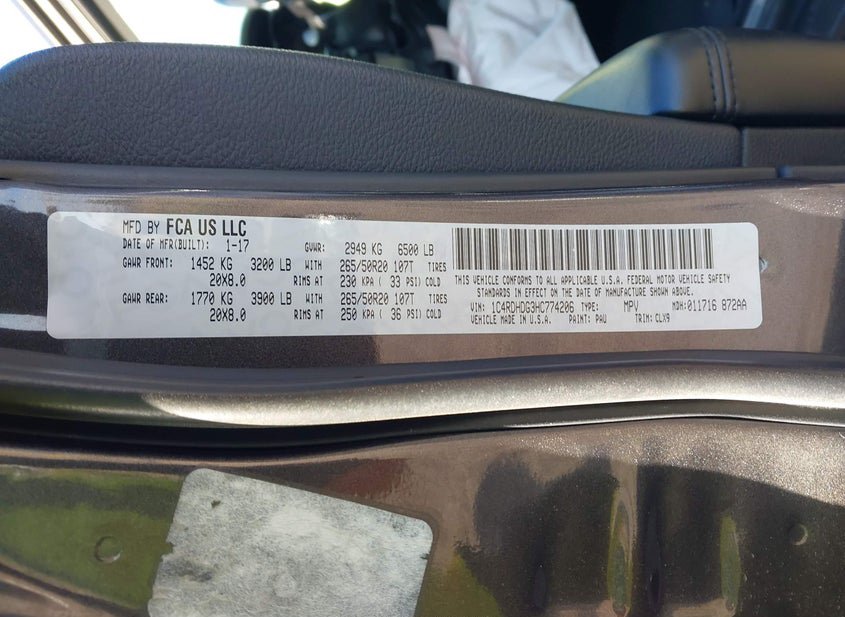 MFD BY FCA US LLC
DATE OF MFR(BUILT): 1-17 GVWR: 2949 KG 6500 LB
GAWR FRONT: 1452 KG 3200 LB WITH 265/50R20 107T TIRES
20X8.0 RIMS AT 230 KPA ( 33 PSI) COLD
GAWR REAR: 1770 KG 3900 LB WITH 265/50R20 107T TIRES
20X8.0 RIMS AT 250 KPA ( 36 PSI) COLD
THIS VEHICLE CONFORMS TO ALL APPLICABLE U.S.A. FEDERAL MOTOR VEHICLE SAFETY
STANDARDS IN EFFECT ON THE DATE OF MANUFACTURE SHOWN ABOVE.
VIN: 1C4RDHDG3HC774206 TYPE: MPV MDH:011716 872AA
VEHICLE MADE IN U.S.A. PAINT: PAU TRIM: CLX9